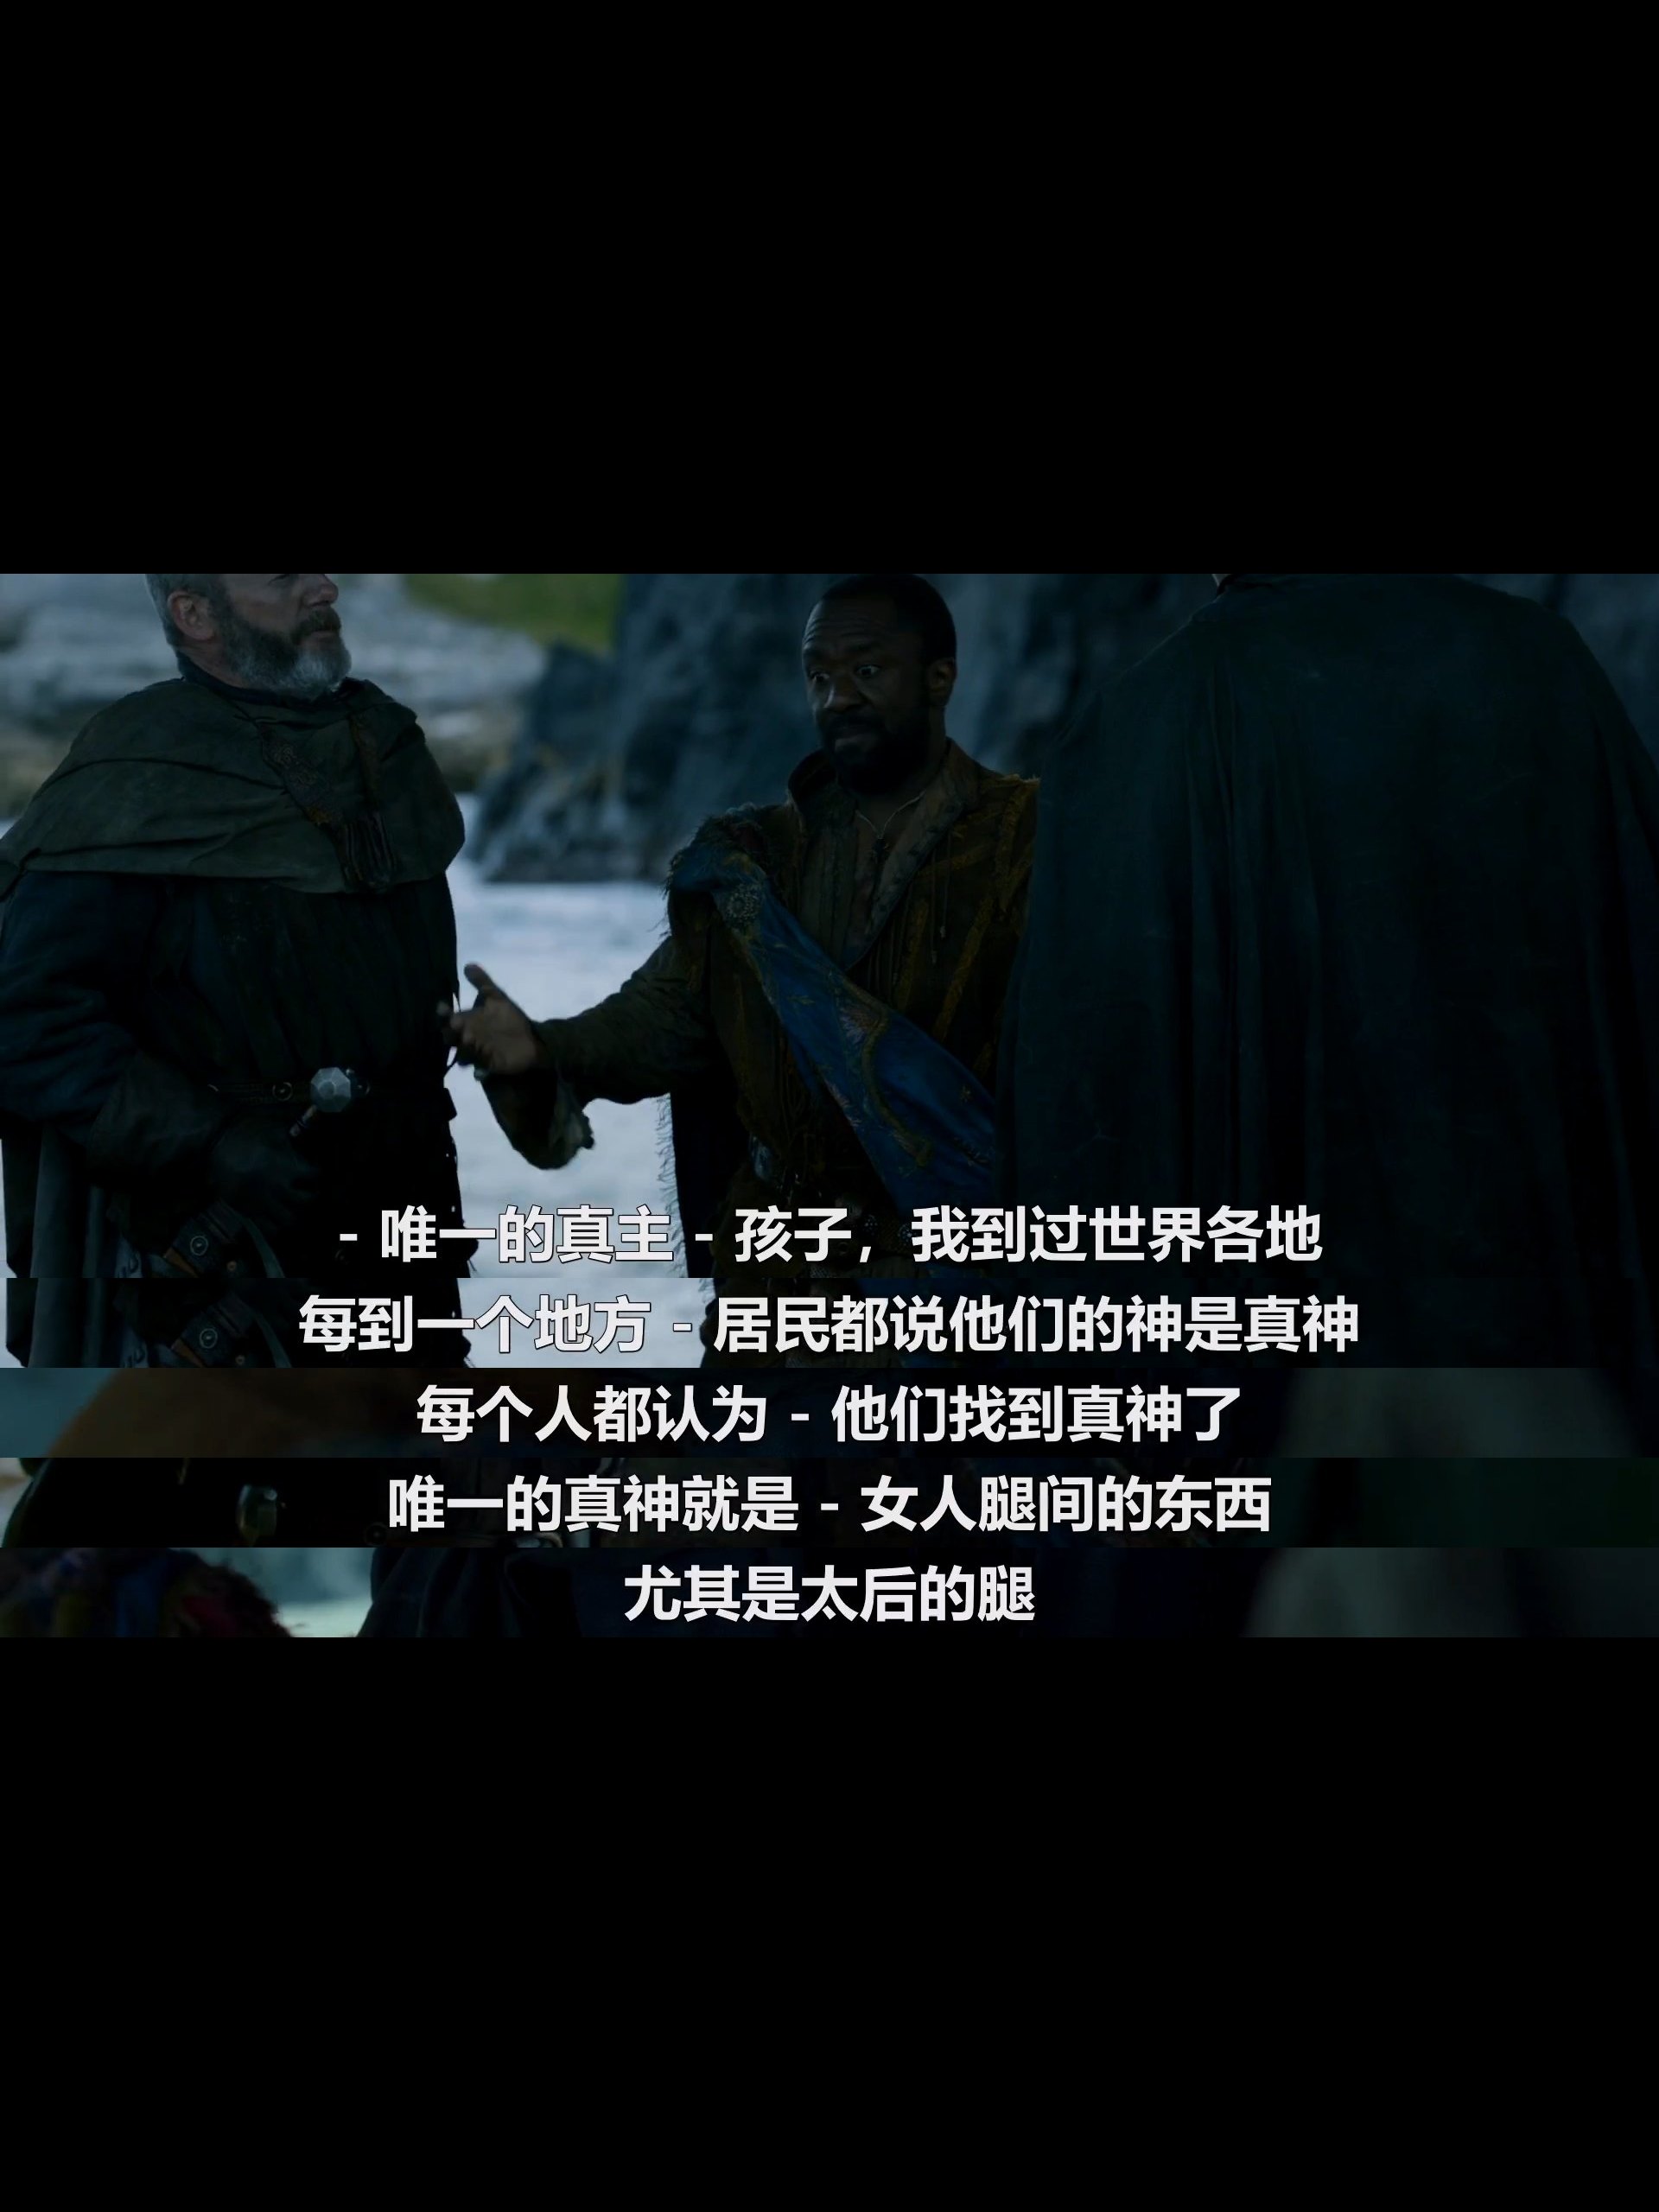 - 唯一的真主 - 孩子，我到过世界各地
每到一个地方 - 居民都说他们的神是真神
每个人都认为 - 他们找到真神了
唯一的真神就是 - 女人腿间的东西
尤其是太后的腿